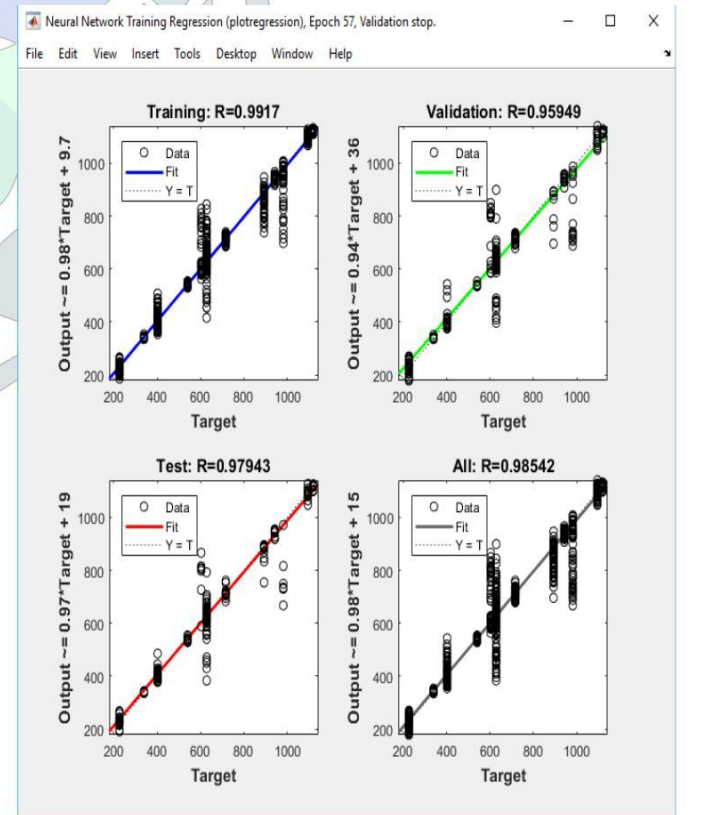 Neural Network Training Regression (plotregression), Epoch 57, Validation stop.
File Edit View Insert Tools Desktop Window Help
Training: R=0.9917
Output ~= 0.98*Target + 9.7
Data
Fit
Y = T
1000
800
600
400
200
200 400 600 800 1000
Target
Validation: R=0.95949
Output ~= 0.94*Target + 36
Data
Fit
Y = T
1000
800
600
400
200
200 400 600 800 1000
Target
Test: R=0.97943
Output ~= 0.97*Target + 19
Data
Fit
Y = T
1000
800
600
400
200
200 400 600 800 1000
Target
All: R=0.98542
Output ~= 0.98*Target + 15
Data
Fit
Y = T
1000
800
600
400
200
200 400 600 800 1000
Target